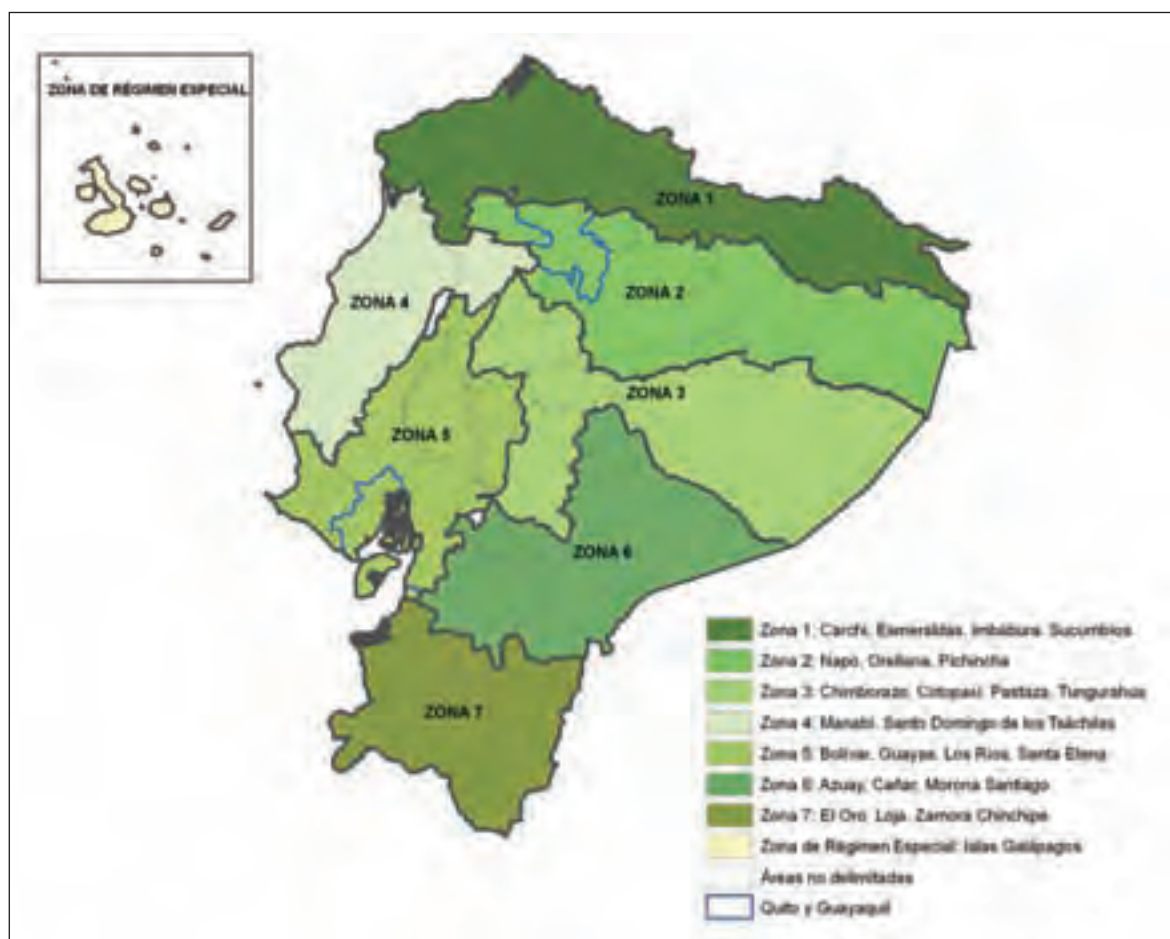 ZONA DE RÉGIMEN ESPECIAL
ZONA 1
ZONA 2
ZONA 4
ZONA 3
ZONA 5
ZONA 6
ZONA 7
Zona 1: Carchi, Esmeraldas, Imbabura, Sucumbios
Zona 2: Napo, Orellana, Pichincha
Zona 3: Chimborazo, Cotopaxi, Pastaza, Tungurahua
Zona 4: Manabí, Santo Domingo de los Tsáchilas
Zona 5: Bolívar, Guayas, Los Ríos, Santa Elena
Zona 6: Azuay, Cañar, Morona Santiago
Zona 7: El Oro, Loja, Zamora Chinchipe
Zona de Régimen Especial: Islas Galápagos
Áreas no delimitadas
Quito y Guayaquil